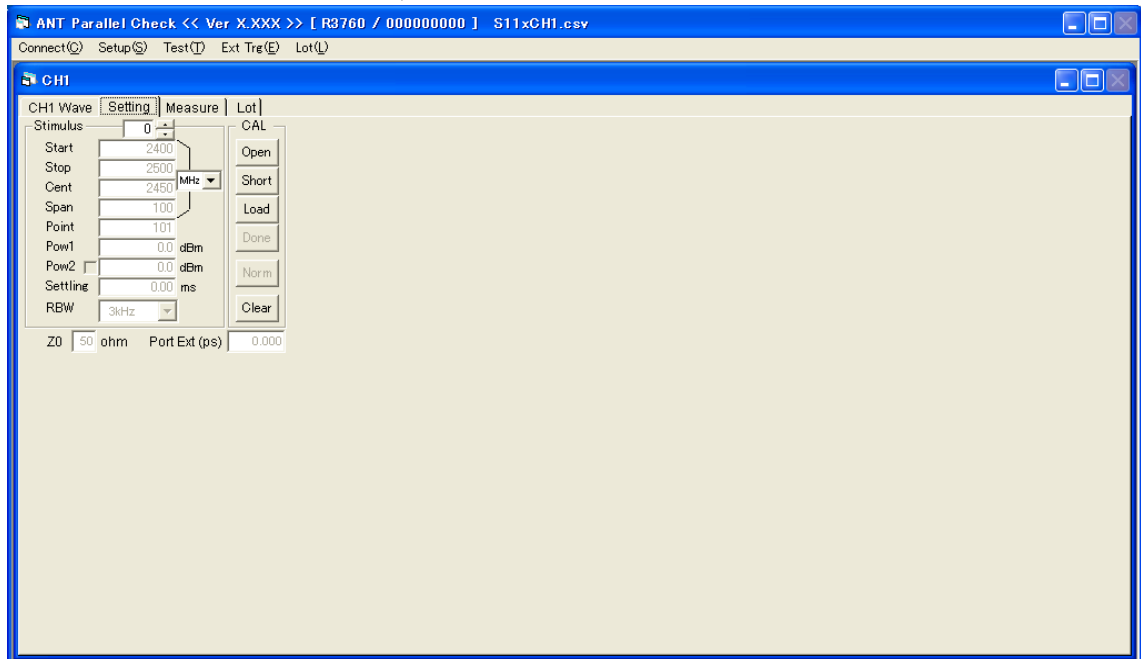 ANT Parallel Check << Ver X.XXX >> [ R3760 / 000000000 ] S11xCH1.csv
Connect(C) Setup(S) Test(T) Ext Trg(E) Lot(L)
CH1
CH1 Wave Setting Measure Lot
Stimulus 0 CAL
Start 2400 Open
Stop 2500
MHz Short
Cent 2450
Span 100 Load
Point 101
Done
Pow1 0.0 dBm
Pow2 0.0 dBm
Norm
Settling 0.00 ms
RBW 3kHz Clear
Z0 50 ohm Port Ext (ps) 0.000